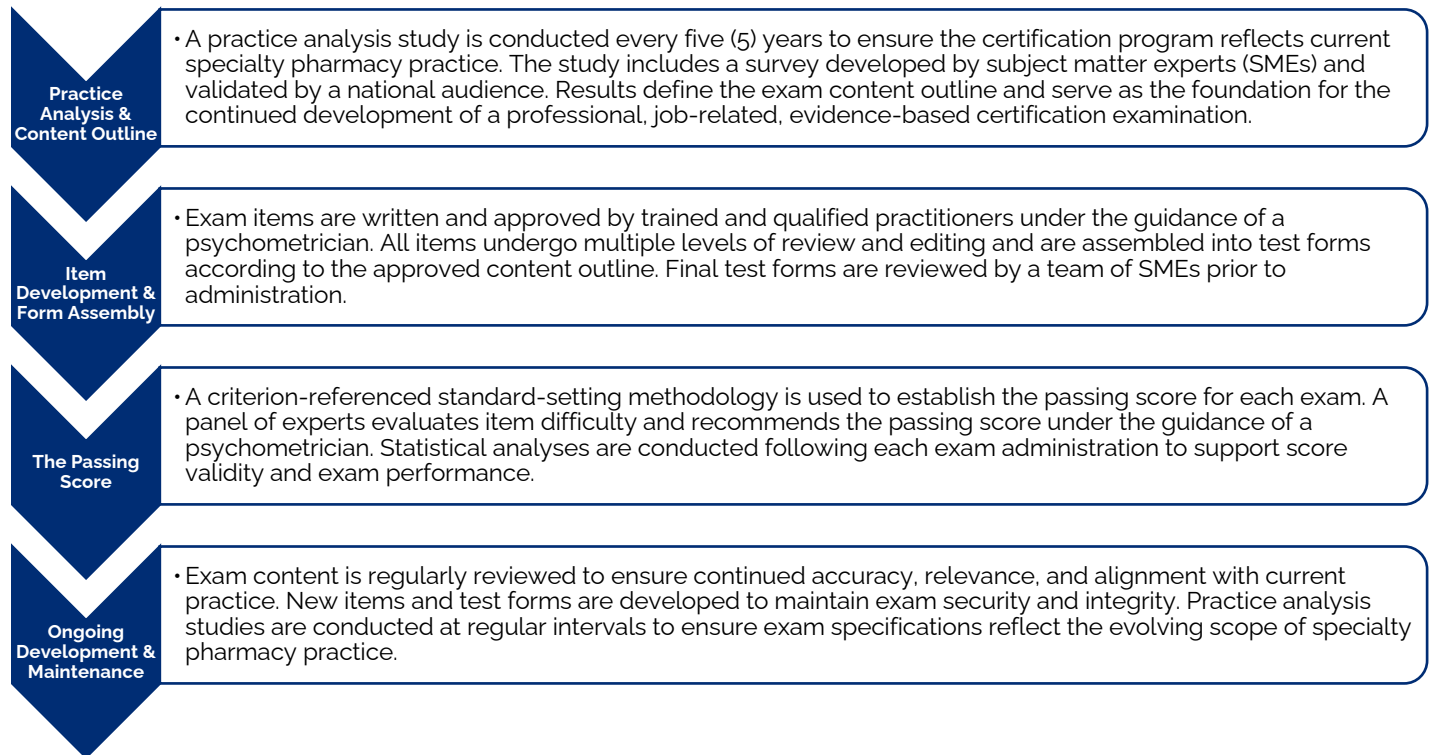 Practice
Analysis &
Content Outline
• A practice analysis study is conducted every five (5) years to ensure the certification program reflects current
specialty pharmacy practice. The study includes a survey developed by subject matter experts (SMEs) and
validated by a national audience. Results define the exam content outline and serve as the foundation for the
continued development of a professional, job-related, evidence-based certification examination.
Item
Development &
Form Assembly
• Exam items are written and approved by trained and qualified practitioners under the guidance of a
psychometrician. All items undergo multiple levels of review and editing and are assembled into test forms
according to the approved content outline. Final test forms are reviewed by a team of SMEs prior to
administration.
The Passing
Score
• A criterion-referenced standard-setting methodology is used to establish the passing score for each exam. A
panel of experts evaluates item difficulty and recommends the passing score under the guidance of a
psychometrician. Statistical analyses are conducted following each exam administration to support score
validity and exam performance.
Ongoing
Development &
Maintenance
• Exam content is regularly reviewed to ensure continued accuracy, relevance, and alignment with current
practice. New items and test forms are developed to maintain exam security and integrity. Practice analysis
studies are conducted at regular intervals to ensure exam specifications reflect the evolving scope of specialty
pharmacy practice.